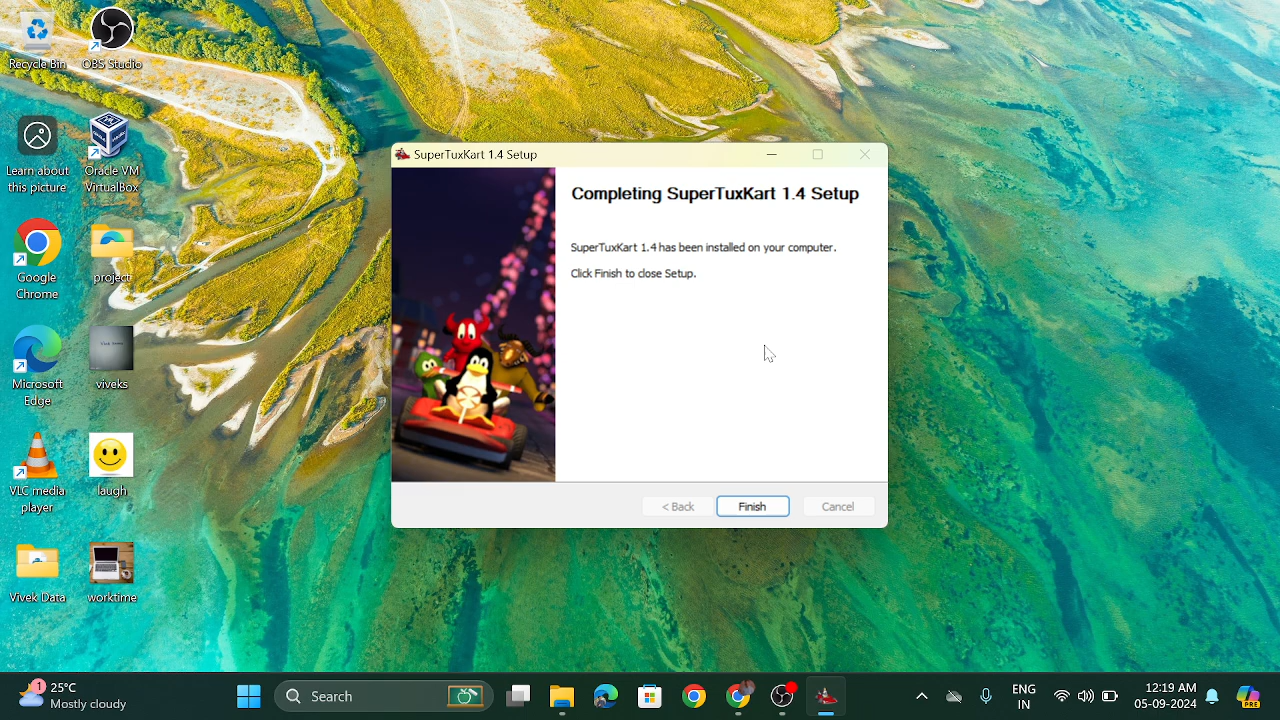 Recycle Bin
OBS Studio
Learn about
this picture
Oracle VM
VirtualBox
Google
Chrome
project
Microsoft
Edge
viveks
VLC media
player
laugh
Vivek Data
worktime
SuperTuxKart 1.4 Setup
Completing SuperTuxKart 1.4 Setup
SuperTuxKart 1.4 has been installed on your computer.
Click Finish to close Setup.
< Back
Finish
Cancel
1
25°C
Mostly cloudy
Search
ENG
IN
12:19 AM
05-09-2024
PRE